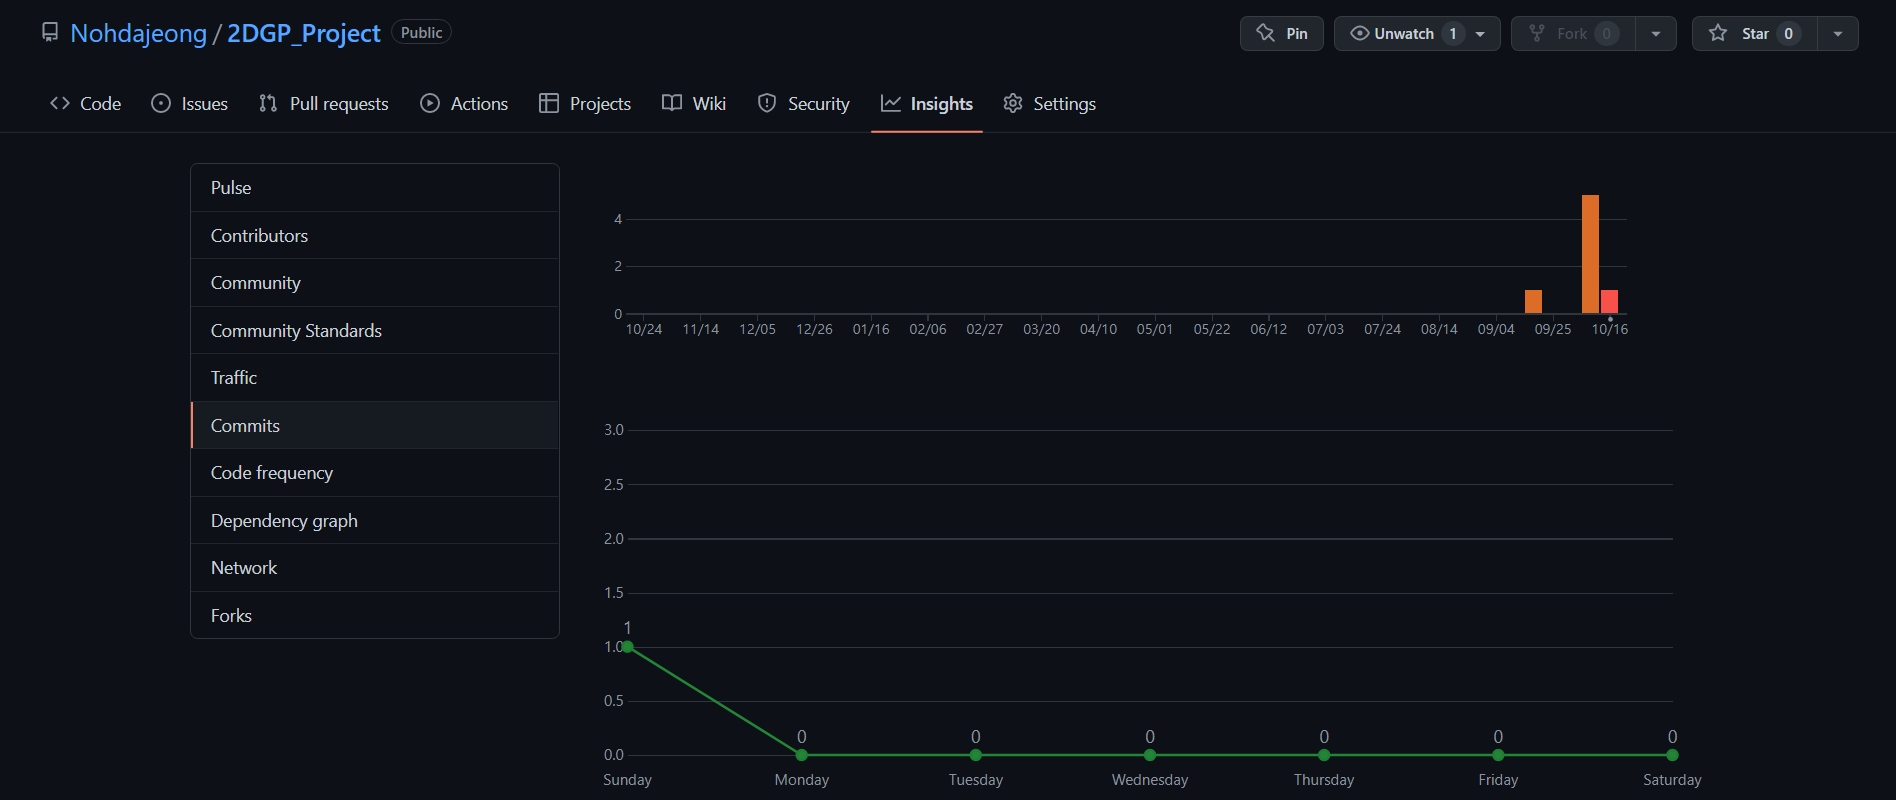 Nohdajeong / 2DGP_Project Public
Pin Unwatch 1 Fork 0 Star 0
Code Issues Pull requests Actions Projects Wiki Security Insights Settings
Pulse
Contributors
Community
Community Standards
Traffic
Commits
Code frequency
Dependency graph
Network
Forks
4
2
0
10/24 11/14 12/05 12/26 01/16 02/06 02/27 03/20 04/10 05/01 05/22 06/12 07/03 07/24 08/14 09/04 09/25 10/16
3.0
2.5
2.0
1.5
1
1.0
0.5
0 0 0 0 0 0
0.0
Sunday Monday Tuesday Wednesday Thursday Friday Saturday